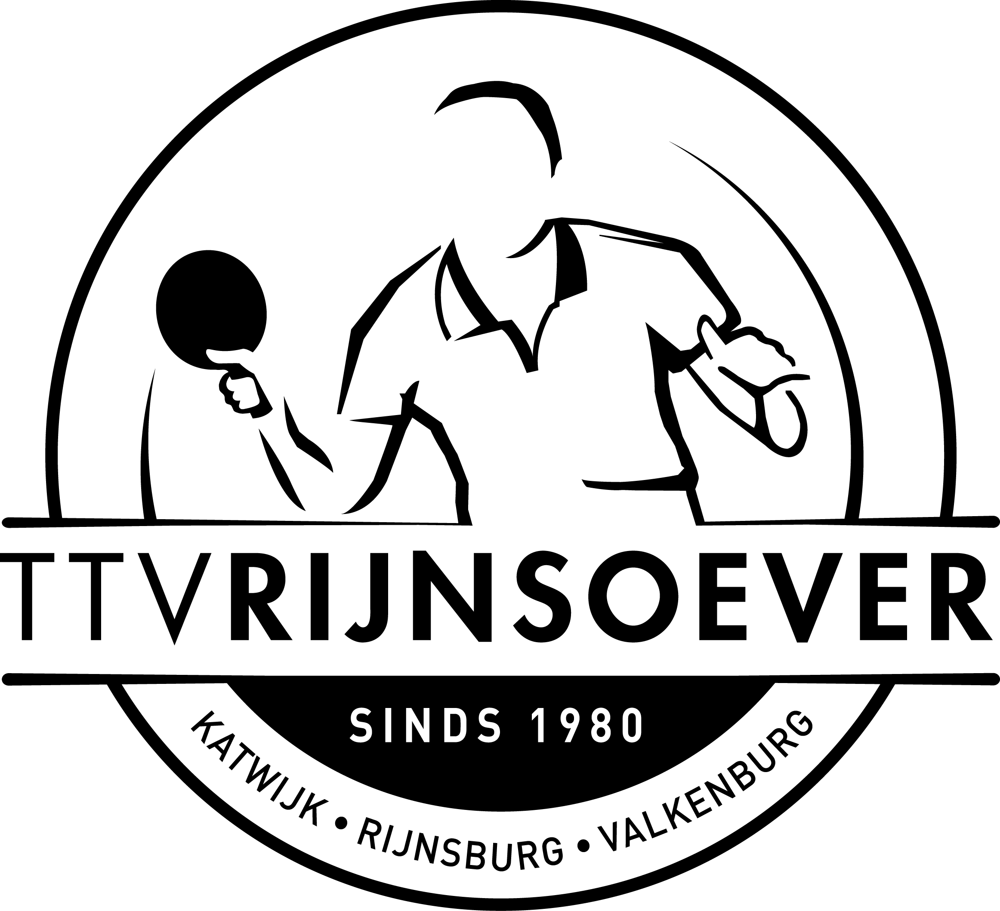 TTVRIJNSOEVER
SINDS 1980
KATWIJK • RIJNSBURG • VALKENBURG